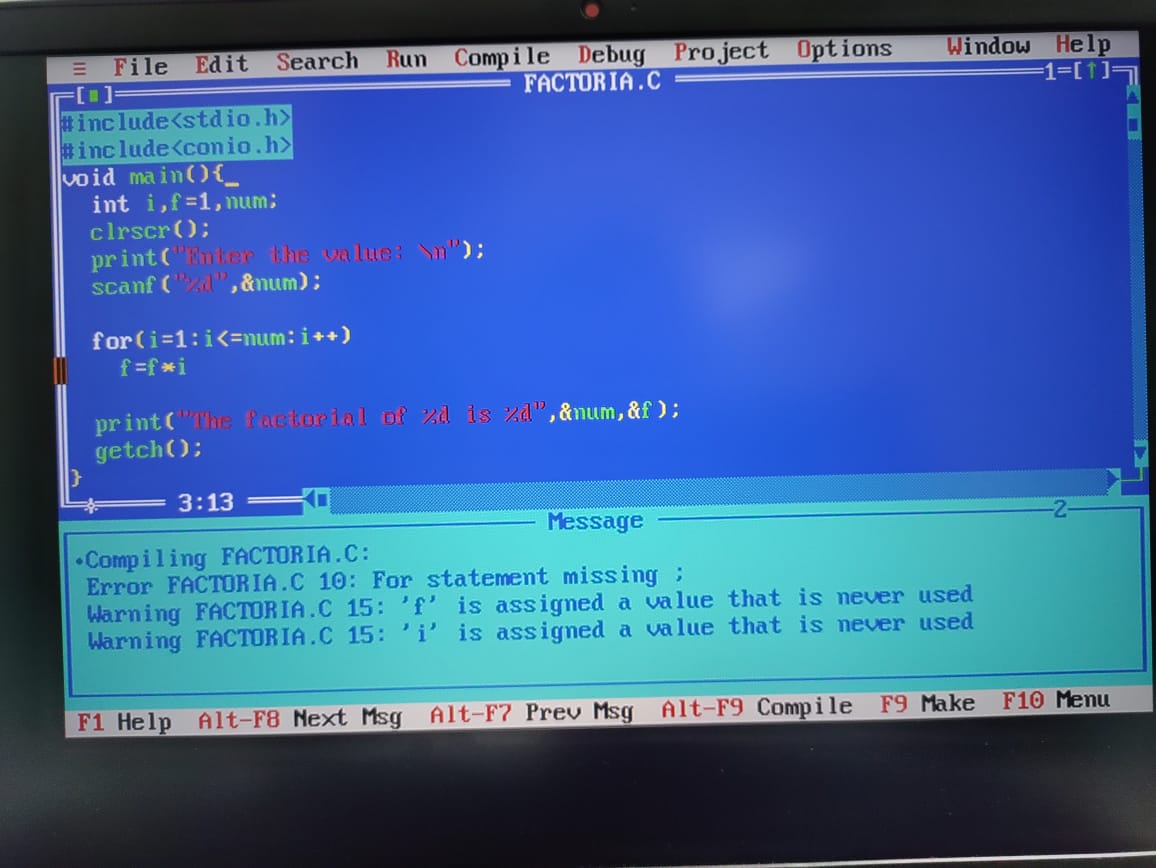 ≡ File Edit Search Run Compile Debug Project Options Window Help
[■] FACTORIA.C 1=[↑]
#include<stdio.h>
#include<conio.h>
void main(){_
int i,f=1,num;
clrscr();
print("Enter the value: \n");
scanf("%d",&num);
for(i=1:i<=num:i++)
f=f*i
print("The factorial of %d is %d",&num,&f);
getch();
}
3:13
Message 2
•Compiling FACTORIA.C:
Error FACTORIA.C 10: For statement missing ;
Warning FACTORIA.C 15: 'f' is assigned a value that is never used
Warning FACTORIA.C 15: 'i' is assigned a value that is never used
F1 Help Alt-F8 Next Msg Alt-F7 Prev Msg Alt-F9 Compile F9 Make F10 Menu